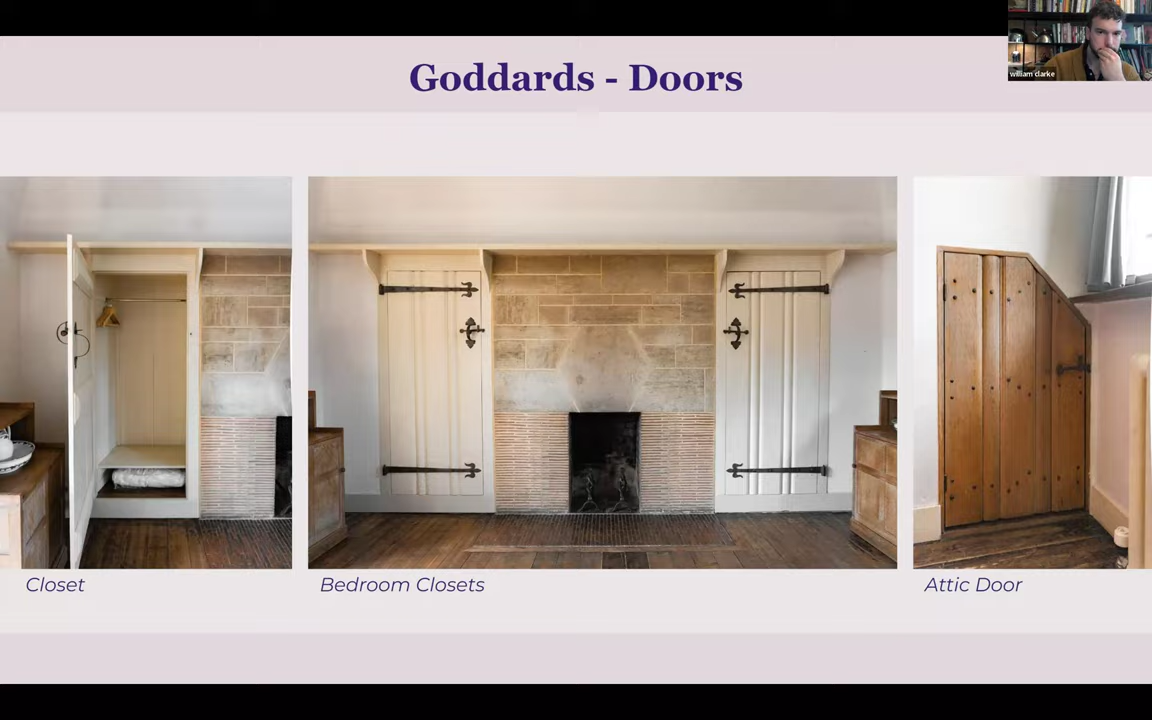 Goddards - Doors
william clarke
Closet
Bedroom Closets
Attic Door